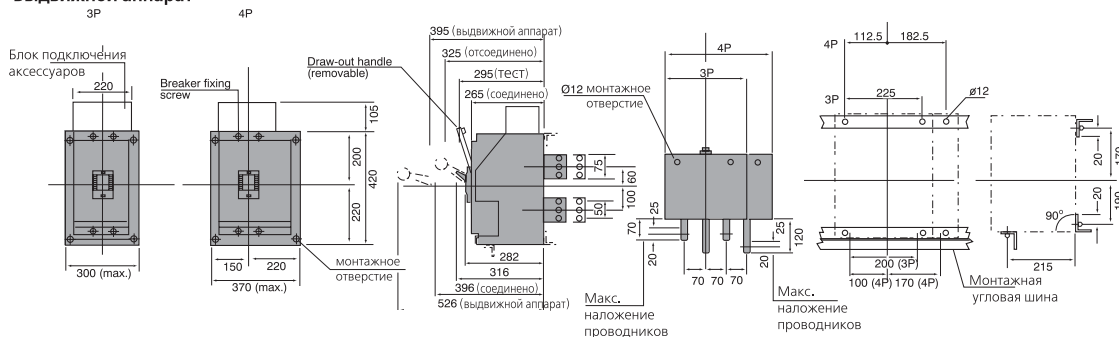 выдвижной аппарат
3P
4P
Блок подключения
аксессуаров
220
300 (max.)
Breaker fixing
screw
105
200
420
220
150
220
370 (max.)
монтажное
отверстие
Draw-out handle
(removable)
395 (выдвижной аппарат)
325 (отсоединено)
295 (тест)
265 (соединено)
75
60
100
50
282
316
396 (соединено)
526 (выдвижной аппарат)
4P
3P
Ø12 монтажное
отверстие
25
70
20
25
120
20
70
70
70
Макс.
наложение
проводников
Макс.
наложение
проводников
4P
112.5
182.5
3P
225
ø12
200 (3P)
100 (4P)
170 (4P)
Монтажная
угловая шина
20
170
20
190
90°
215